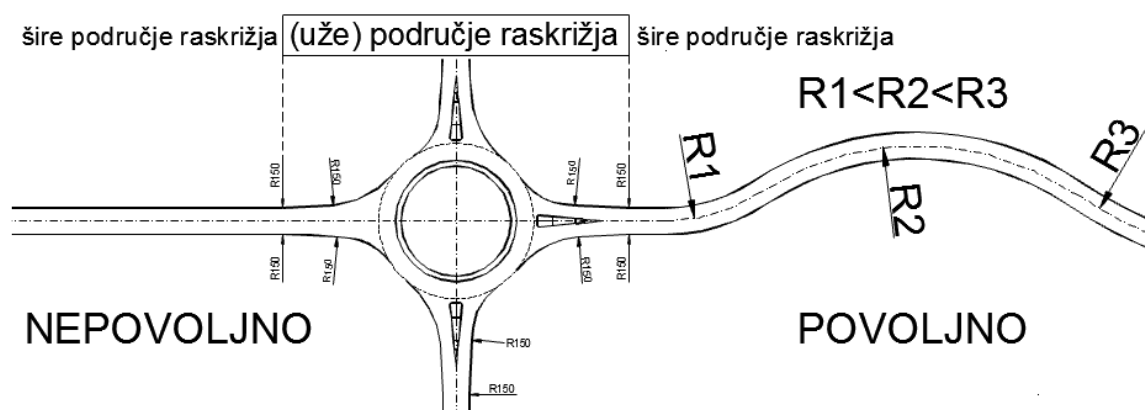 šire područje raskrižja
(uže) područje raskrižja
šire područje raskrižja
R1<R2<R3
R150
R150
R150
R150
R1
R2
R3
R150
R150
R150
R150
NEPOVOLJNO
POVOLJNO
R150
R150